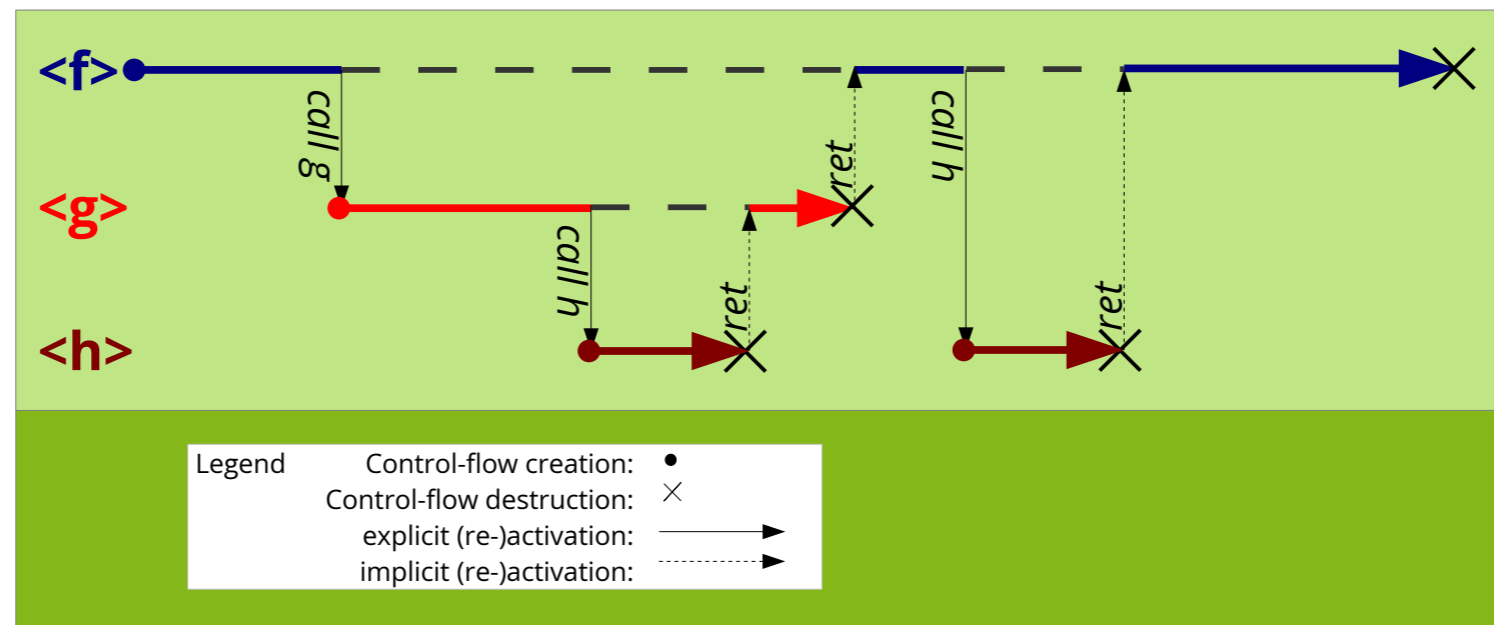 <f>
call g
ret
call h
<g>
call h
ret
ret
<h>
Legend
Control-flow creation:
Control-flow destruction:
explicit (re-)activation:
implicit (re-)activation: